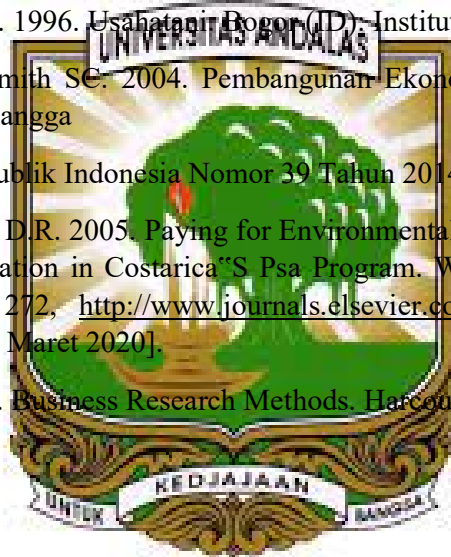 . 1996. Usahatani. Bogor (ID): Institu
UNIVERSITAS ANDALAS
mith SC. 2004. Pembangunan Ekono
angga
ublik Indonesia Nomor 39 Tahun 2014
D.R. 2005. Paying for Environmental
ation in Costarica"S Psa Program. W
272, http://www.journals.elsevier.co
Maret 2020].
. Business Research Methods. Harcou
KEDJAJAAN
UNTUK BANGSA